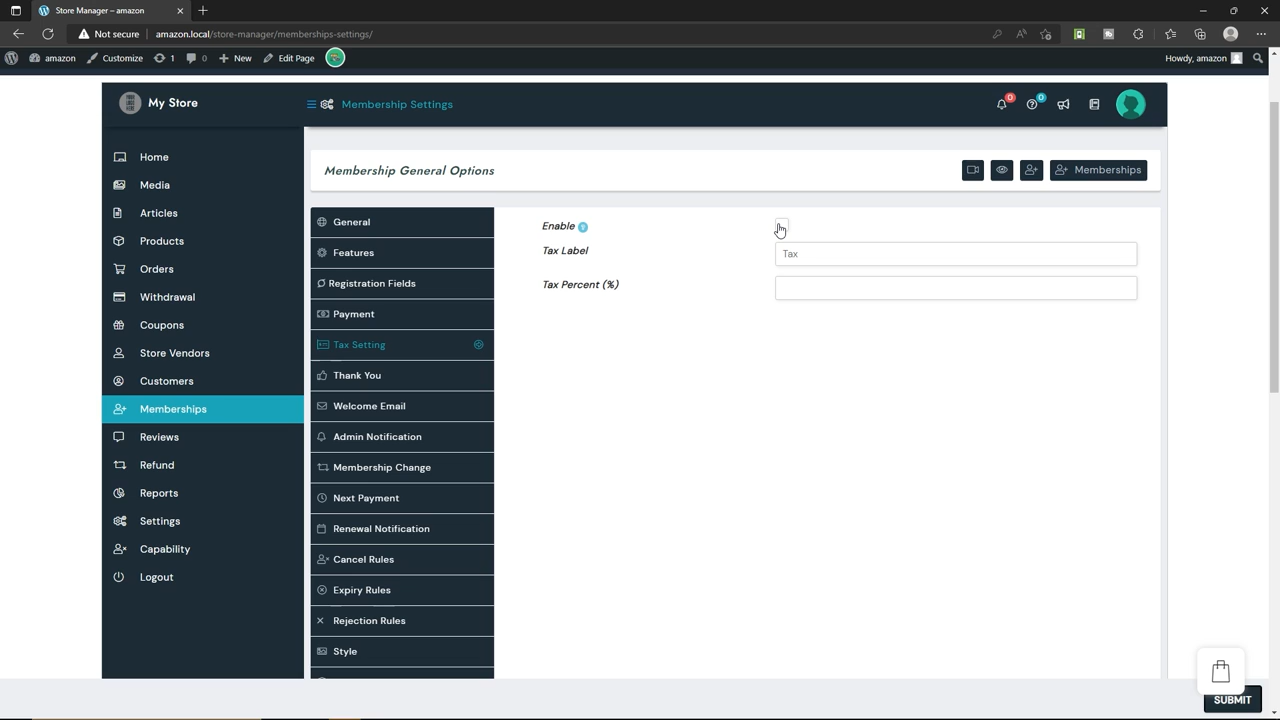 Store Manager – amazon
Not secure
amazon.local/store-manager/memberships-settings/
amazon
Customize
1
0
New
Edit Page
Howdy, amazon
My Store
Membership Settings
0
0
Home
Media
Articles
Products
Orders
Withdrawal
Coupons
Store Vendors
Customers
Memberships
Reviews
Refund
Reports
Settings
Capability
Logout
Membership General Options
Memberships
General
Features
Registration Fields
Payment
Tax Setting
Thank You
Welcome Email
Admin Notification
Membership Change
Next Payment
Renewal Notification
Cancel Rules
Expiry Rules
Rejection Rules
Style
Enable
Tax Label
Tax
Tax Percent (%)
SUBMIT